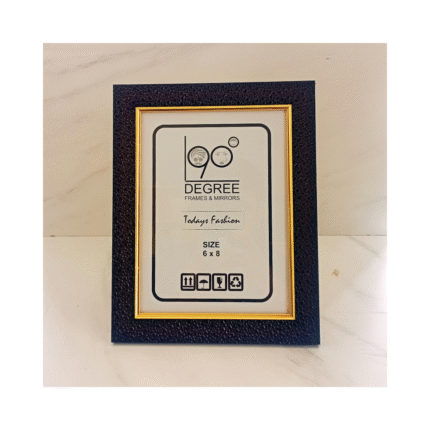 90°
DEGREE
FRAMES & MIRRORS
Todays Fashion
SIZE
6 x 8